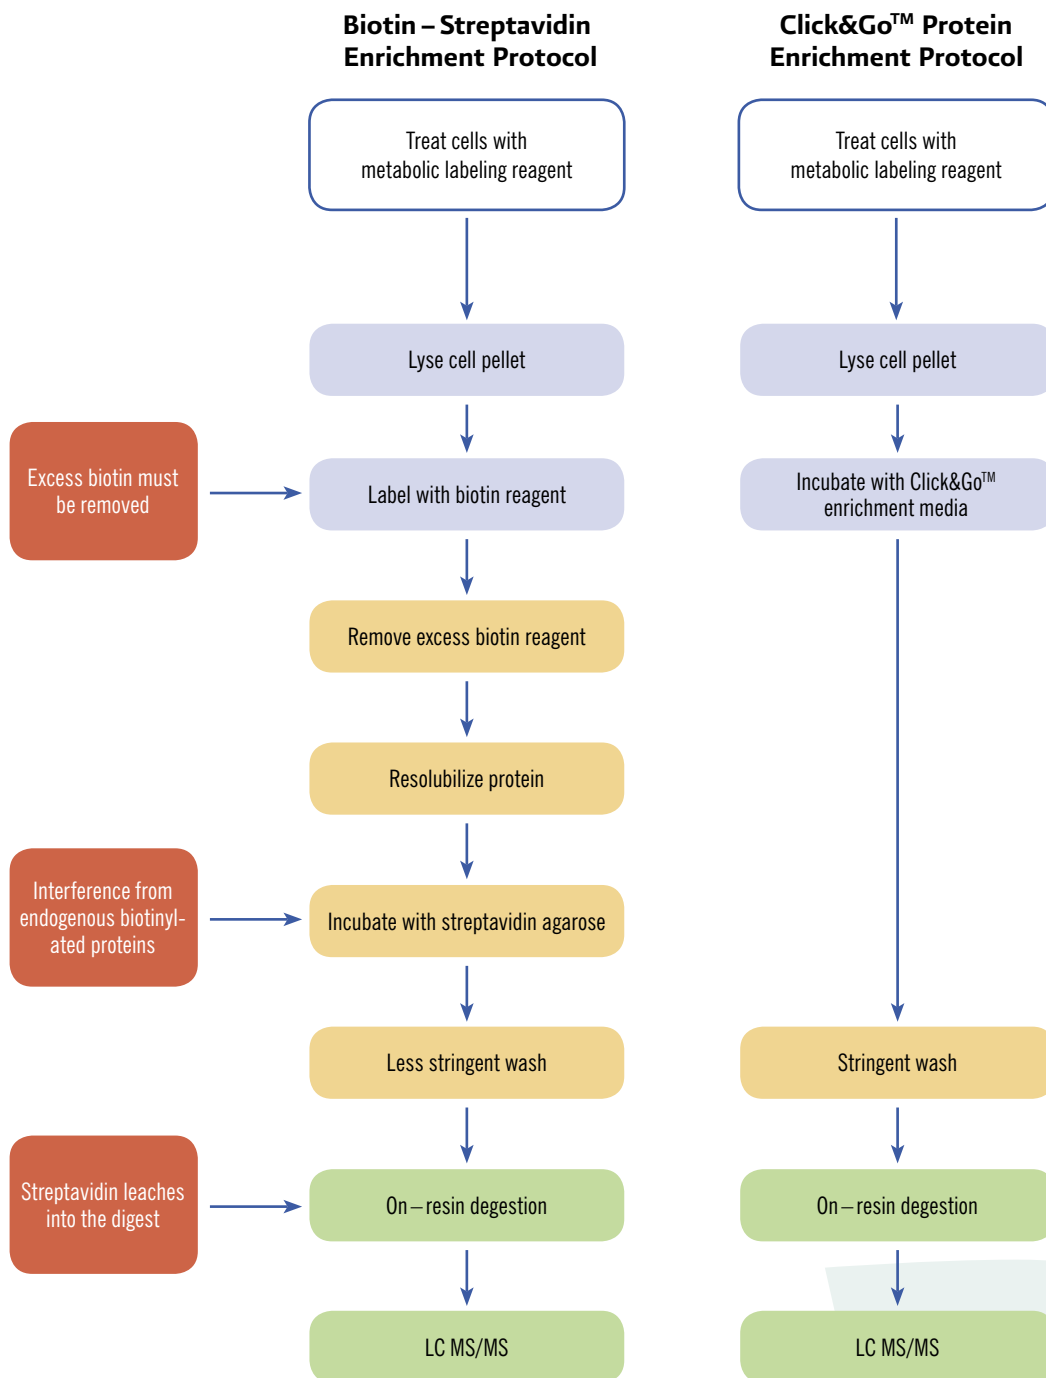 Biotin – Streptavidin
Enrichment Protocol
Click&Go™ Protein
Enrichment Protocol
Treat cells with
metabolic labeling reagent
Treat cells with
metabolic labeling reagent
Lyse cell pellet
Lyse cell pellet
Excess biotin must
be removed
Label with biotin reagent
Incubate with Click&Go™
enrichment media
Remove excess biotin reagent
Resolubilize protein
Interference from
endogenous biotinyl-
ated proteins
Incubate with streptavidin agarose
Less stringent wash
Stringent wash
Streptavidin leaches
into the digest
On – resin degestion
On – resin degestion
LC MS/MS
LC MS/MS